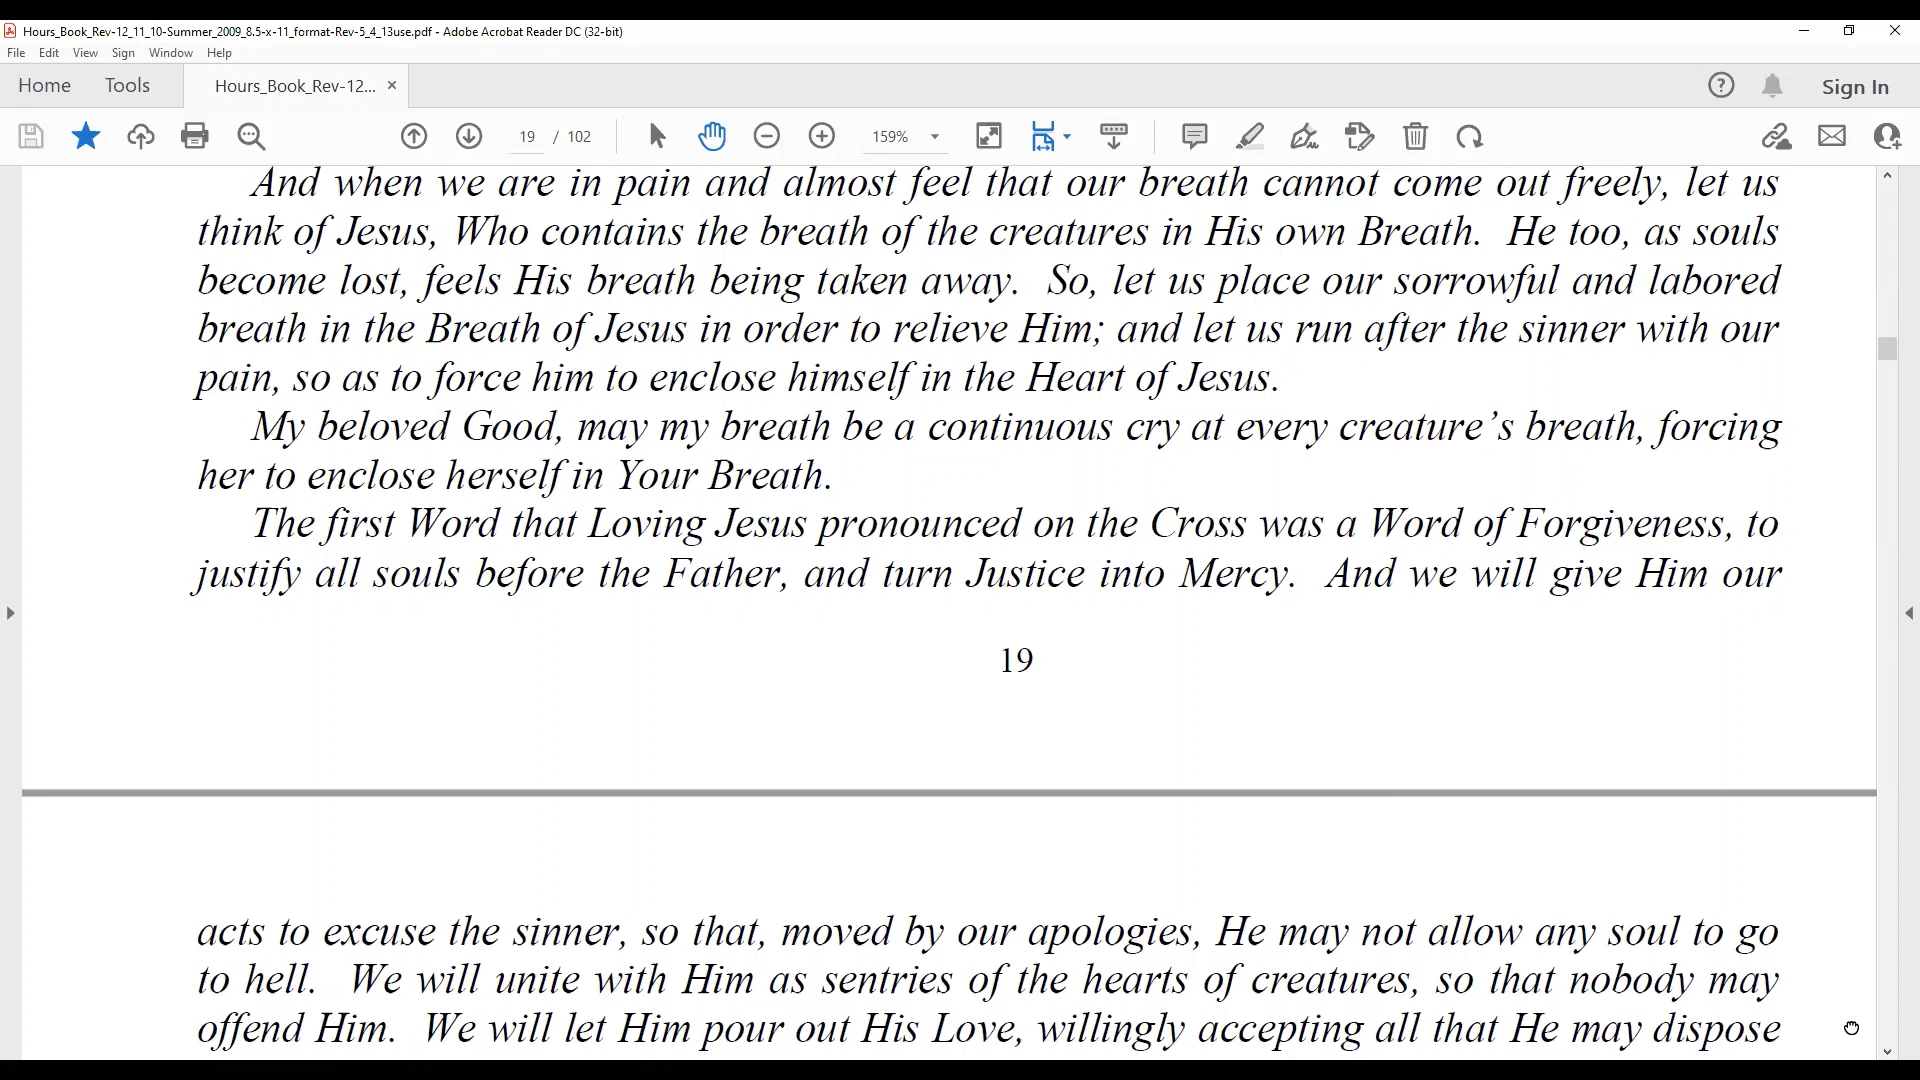 Hours_Book_Rev-12_11_10-Summer_2009_8.5-x-11_format-Rev-5_4_13use.pdf - Adobe Acrobat Reader DC (32-bit)
File Edit View Sign Window Help
Home Tools Hours_Book_Rev-12... × Sign In
19 / 102 159%
And when we are in pain and almost feel that our breath cannot come out freely, let us
think of Jesus, Who contains the breath of the creatures in His own Breath. He too, as souls
become lost, feels His breath being taken away. So, let us place our sorrowful and labored
breath in the Breath of Jesus in order to relieve Him; and let us run after the sinner with our
pain, so as to force him to enclose himself in the Heart of Jesus.
My beloved Good, may my breath be a continuous cry at every creature’s breath, forcing
her to enclose herself in Your Breath.
The first Word that Loving Jesus pronounced on the Cross was a Word of Forgiveness, to
justify all souls before the Father, and turn Justice into Mercy. And we will give Him our
19
acts to excuse the sinner, so that, moved by our apologies, He may not allow any soul to go
to hell. We will unite with Him as sentries of the hearts of creatures, so that nobody may
offend Him. We will let Him pour out His Love, willingly accepting all that He may dispose